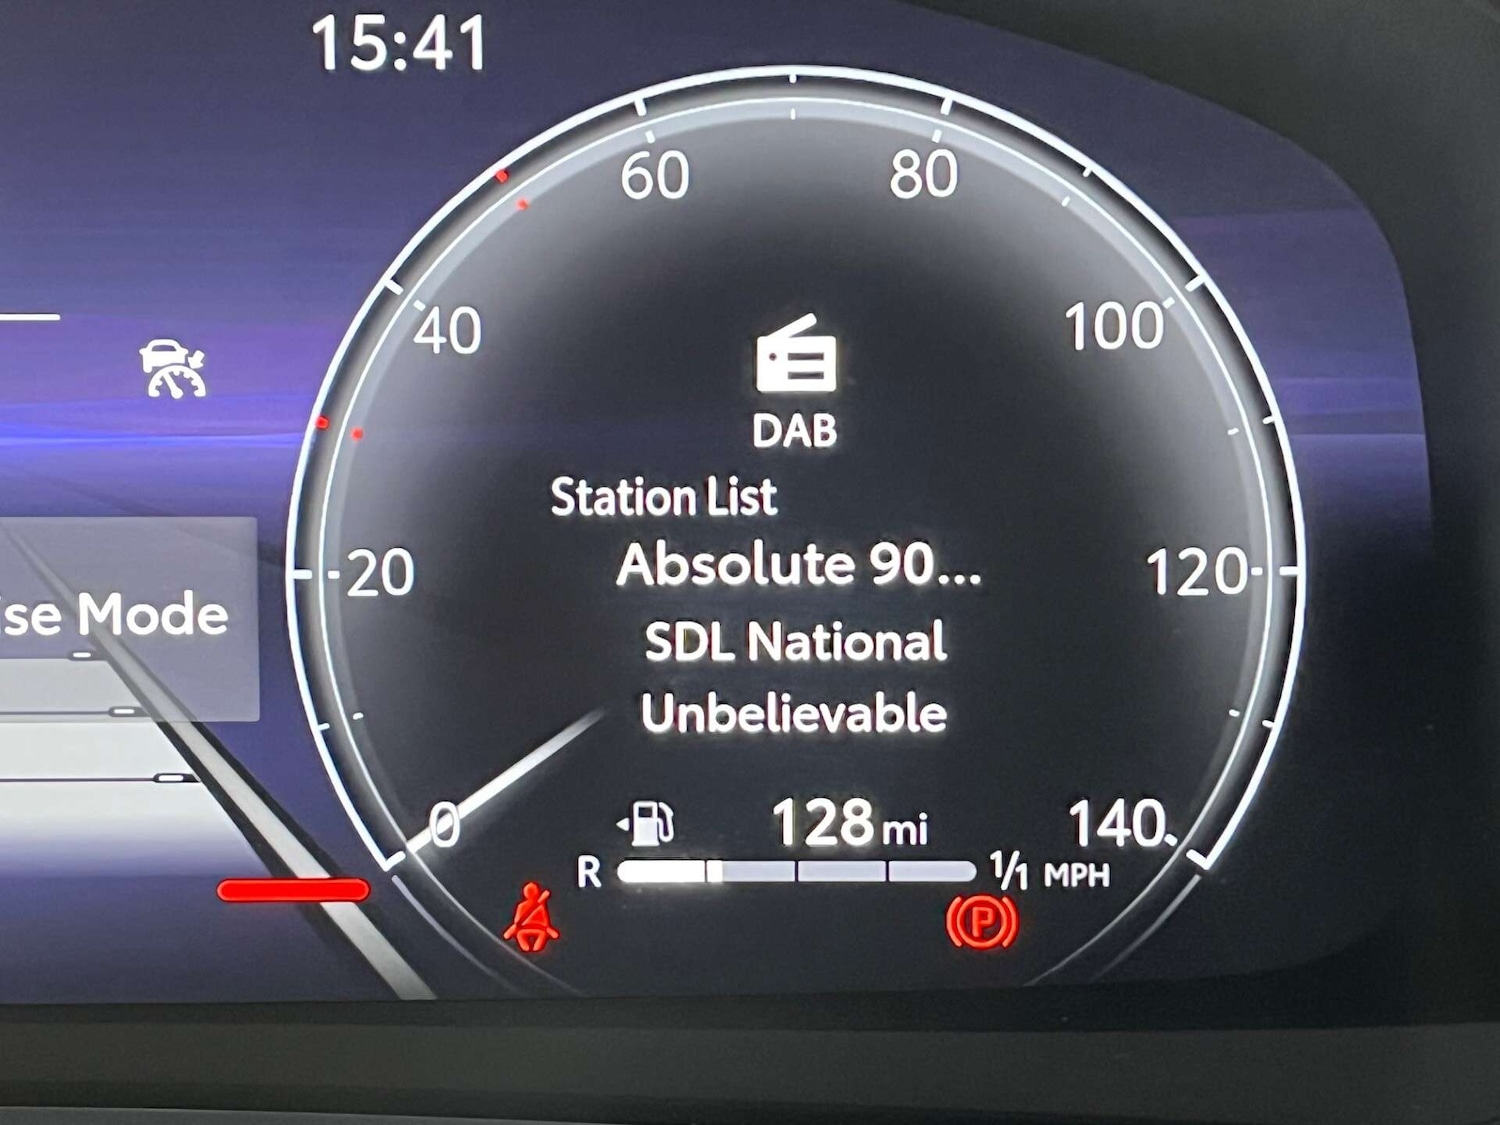 15:41
60
80
40
100
DAB
Station List
Absolute 90...
20
120
Mode
SDL National
Unbelievable
0
128 mi
140
R
1/1 MPH
P